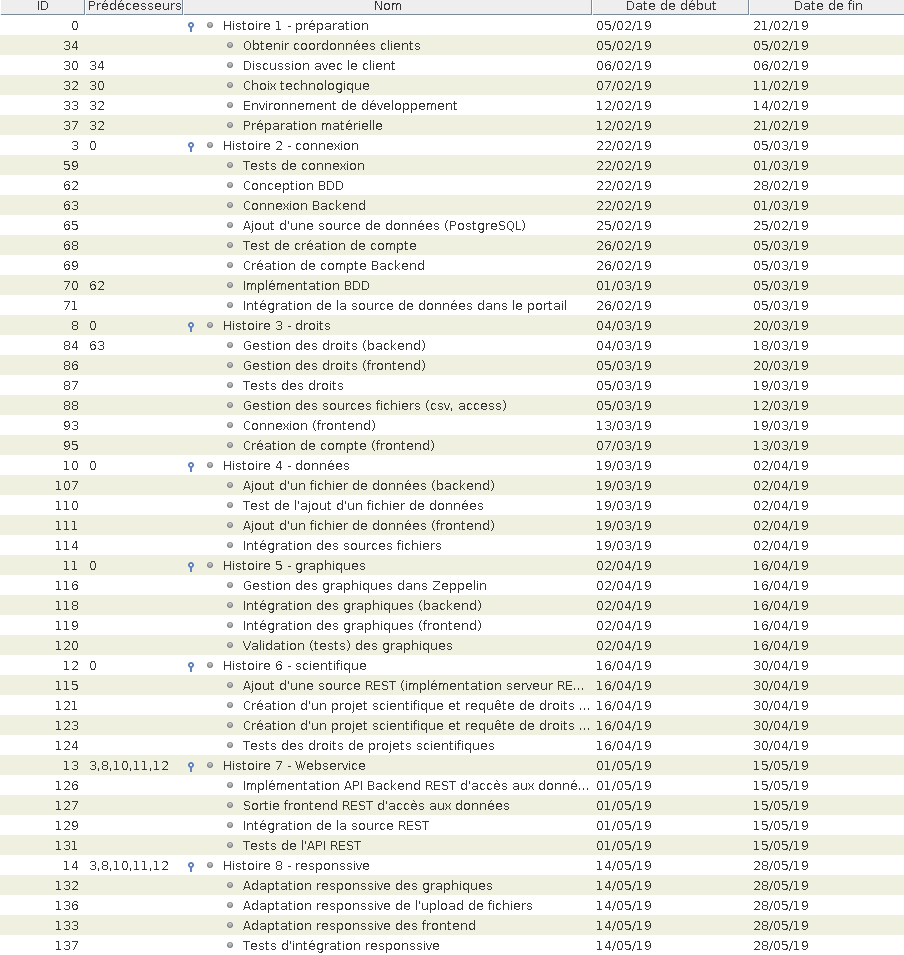 ID Prédécesseurs Nom Date de début Date de fin
0 Histoire 1 - préparation 05/02/19 21/02/19
34 Obtenir coordonnées clients 05/02/19 05/02/19
30 34 Discussion avec le client 06/02/19 06/02/19
32 30 Choix technologique 07/02/19 11/02/19
33 32 Environnement de développement 12/02/19 14/02/19
37 32 Préparation matérielle 12/02/19 21/02/19
3 0 Histoire 2 - connexion 22/02/19 05/03/19
59 Tests de connexion 22/02/19 01/03/19
62 Conception BDD 22/02/19 28/02/19
63 Connexion Backend 22/02/19 01/03/19
65 Ajout d'une source de données (PostgreSQL) 25/02/19 25/02/19
68 Test de création de compte 26/02/19 05/03/19
69 Création de compte Backend 26/02/19 05/03/19
70 62 Implémentation BDD 01/03/19 05/03/19
71 Intégration de la source de données dans le portail 26/02/19 05/03/19
8 0 Histoire 3 - droits 04/03/19 20/03/19
84 63 Gestion des droits (backend) 04/03/19 18/03/19
86 Gestion des droits (frontend) 05/03/19 20/03/19
87 Tests des droits 05/03/19 19/03/19
88 Gestion des sources fichiers (csv, access) 05/03/19 12/03/19
93 Connexion (frontend) 13/03/19 19/03/19
95 Création de compte (frontend) 07/03/19 13/03/19
10 0 Histoire 4 - données 19/03/19 02/04/19
107 Ajout d'un fichier de données (backend) 19/03/19 02/04/19
110 Test de l'ajout d'un fichier de données 19/03/19 02/04/19
111 Ajout d'un fichier de données (frontend) 19/03/19 02/04/19
114 Intégration des sources fichiers 19/03/19 02/04/19
11 0 Histoire 5 - graphiques 02/04/19 16/04/19
116 Gestion des graphiques dans Zeppelin 02/04/19 16/04/19
118 Intégration des graphiques (backend) 02/04/19 16/04/19
119 Intégration des graphiques (frontend) 02/04/19 16/04/19
120 Validation (tests) des graphiques 02/04/19 16/04/19
12 0 Histoire 6 - scientifique 16/04/19 30/04/19
115 Ajout d'une source REST (implémentation serveur RE... 16/04/19 30/04/19
121 Création d'un projet scientifique et requête de droits ... 16/04/19 30/04/19
123 Création d'un projet scientifique et requête de droits ... 16/04/19 30/04/19
124 Tests des droits de projets scientifiques 16/04/19 30/04/19
13 3,8,10,11,12 Histoire 7 - Webservice 01/05/19 15/05/19
126 Implémentation API Backend REST d'accès aux donné... 01/05/19 15/05/19
127 Sortie frontend REST d'accès aux données 01/05/19 15/05/19
129 Intégration de la source REST 01/05/19 15/05/19
131 Tests de l'API REST 01/05/19 15/05/19
14 3,8,10,11,12 Histoire 8 - responssive 14/05/19 28/05/19
132 Adaptation responssive des graphiques 14/05/19 28/05/19
136 Adaptation responssive de l'upload de fichiers 14/05/19 28/05/19
133 Adaptation responssive des frontend 14/05/19 28/05/19
137 Tests d'intégration responssive 14/05/19 28/05/19